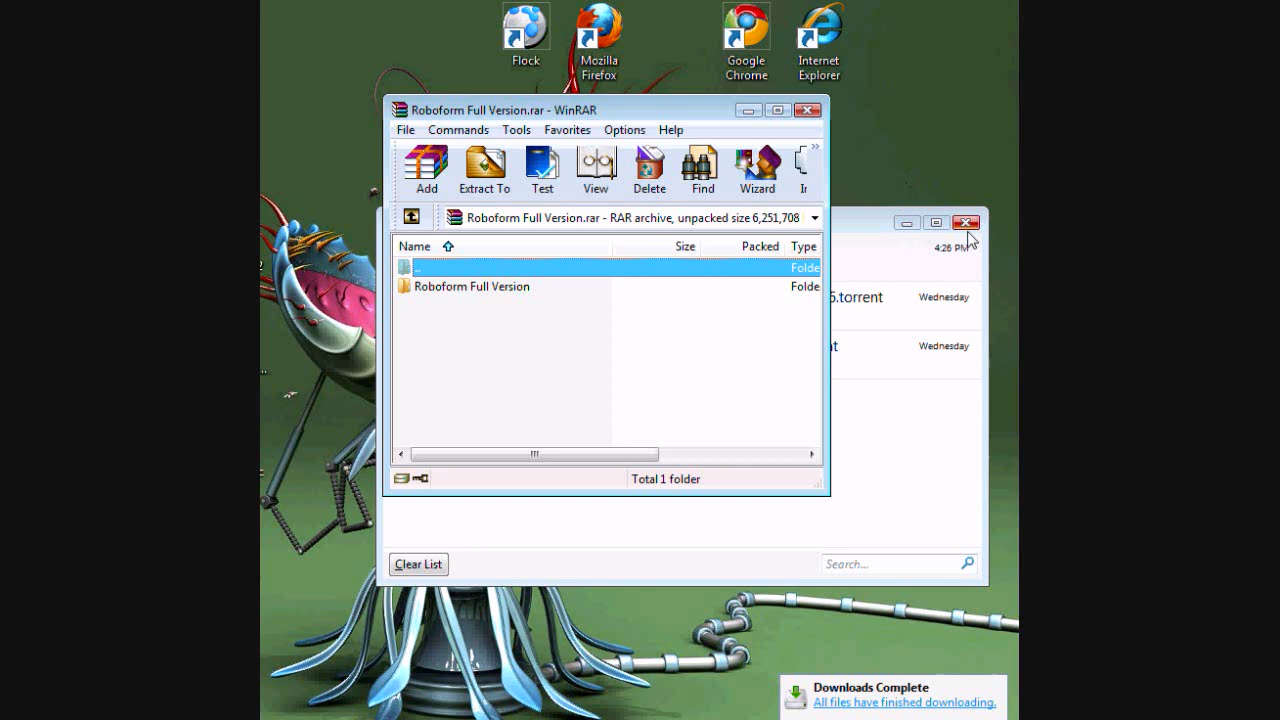 Flock
Mozilla
Firefox
Google
Chrome
Internet
Explorer
Roboform Full Version.rar - WinRAR
File Commands Tools Favorites Options Help
Add Extract To Test View Delete Find Wizard
Roboform Full Version.rar - RAR archive, unpacked size 6,251,708
4:26 PM
Name Size Packed Type
.. Folde
Roboform Full Version Folde
.torrent Wednesday
Wednesday
Total 1 folder
Clear List
Search...
Downloads Complete
All files have finished downloading.